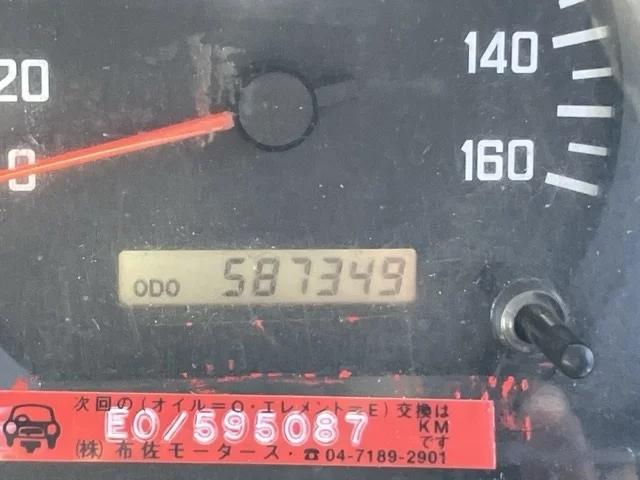 20
140
0
160
ODO 587349
次回の(オイル=O・エレメント=E)交換は
EO/595087 KM
です
(株)布佐モータース・☎04-7189-2901